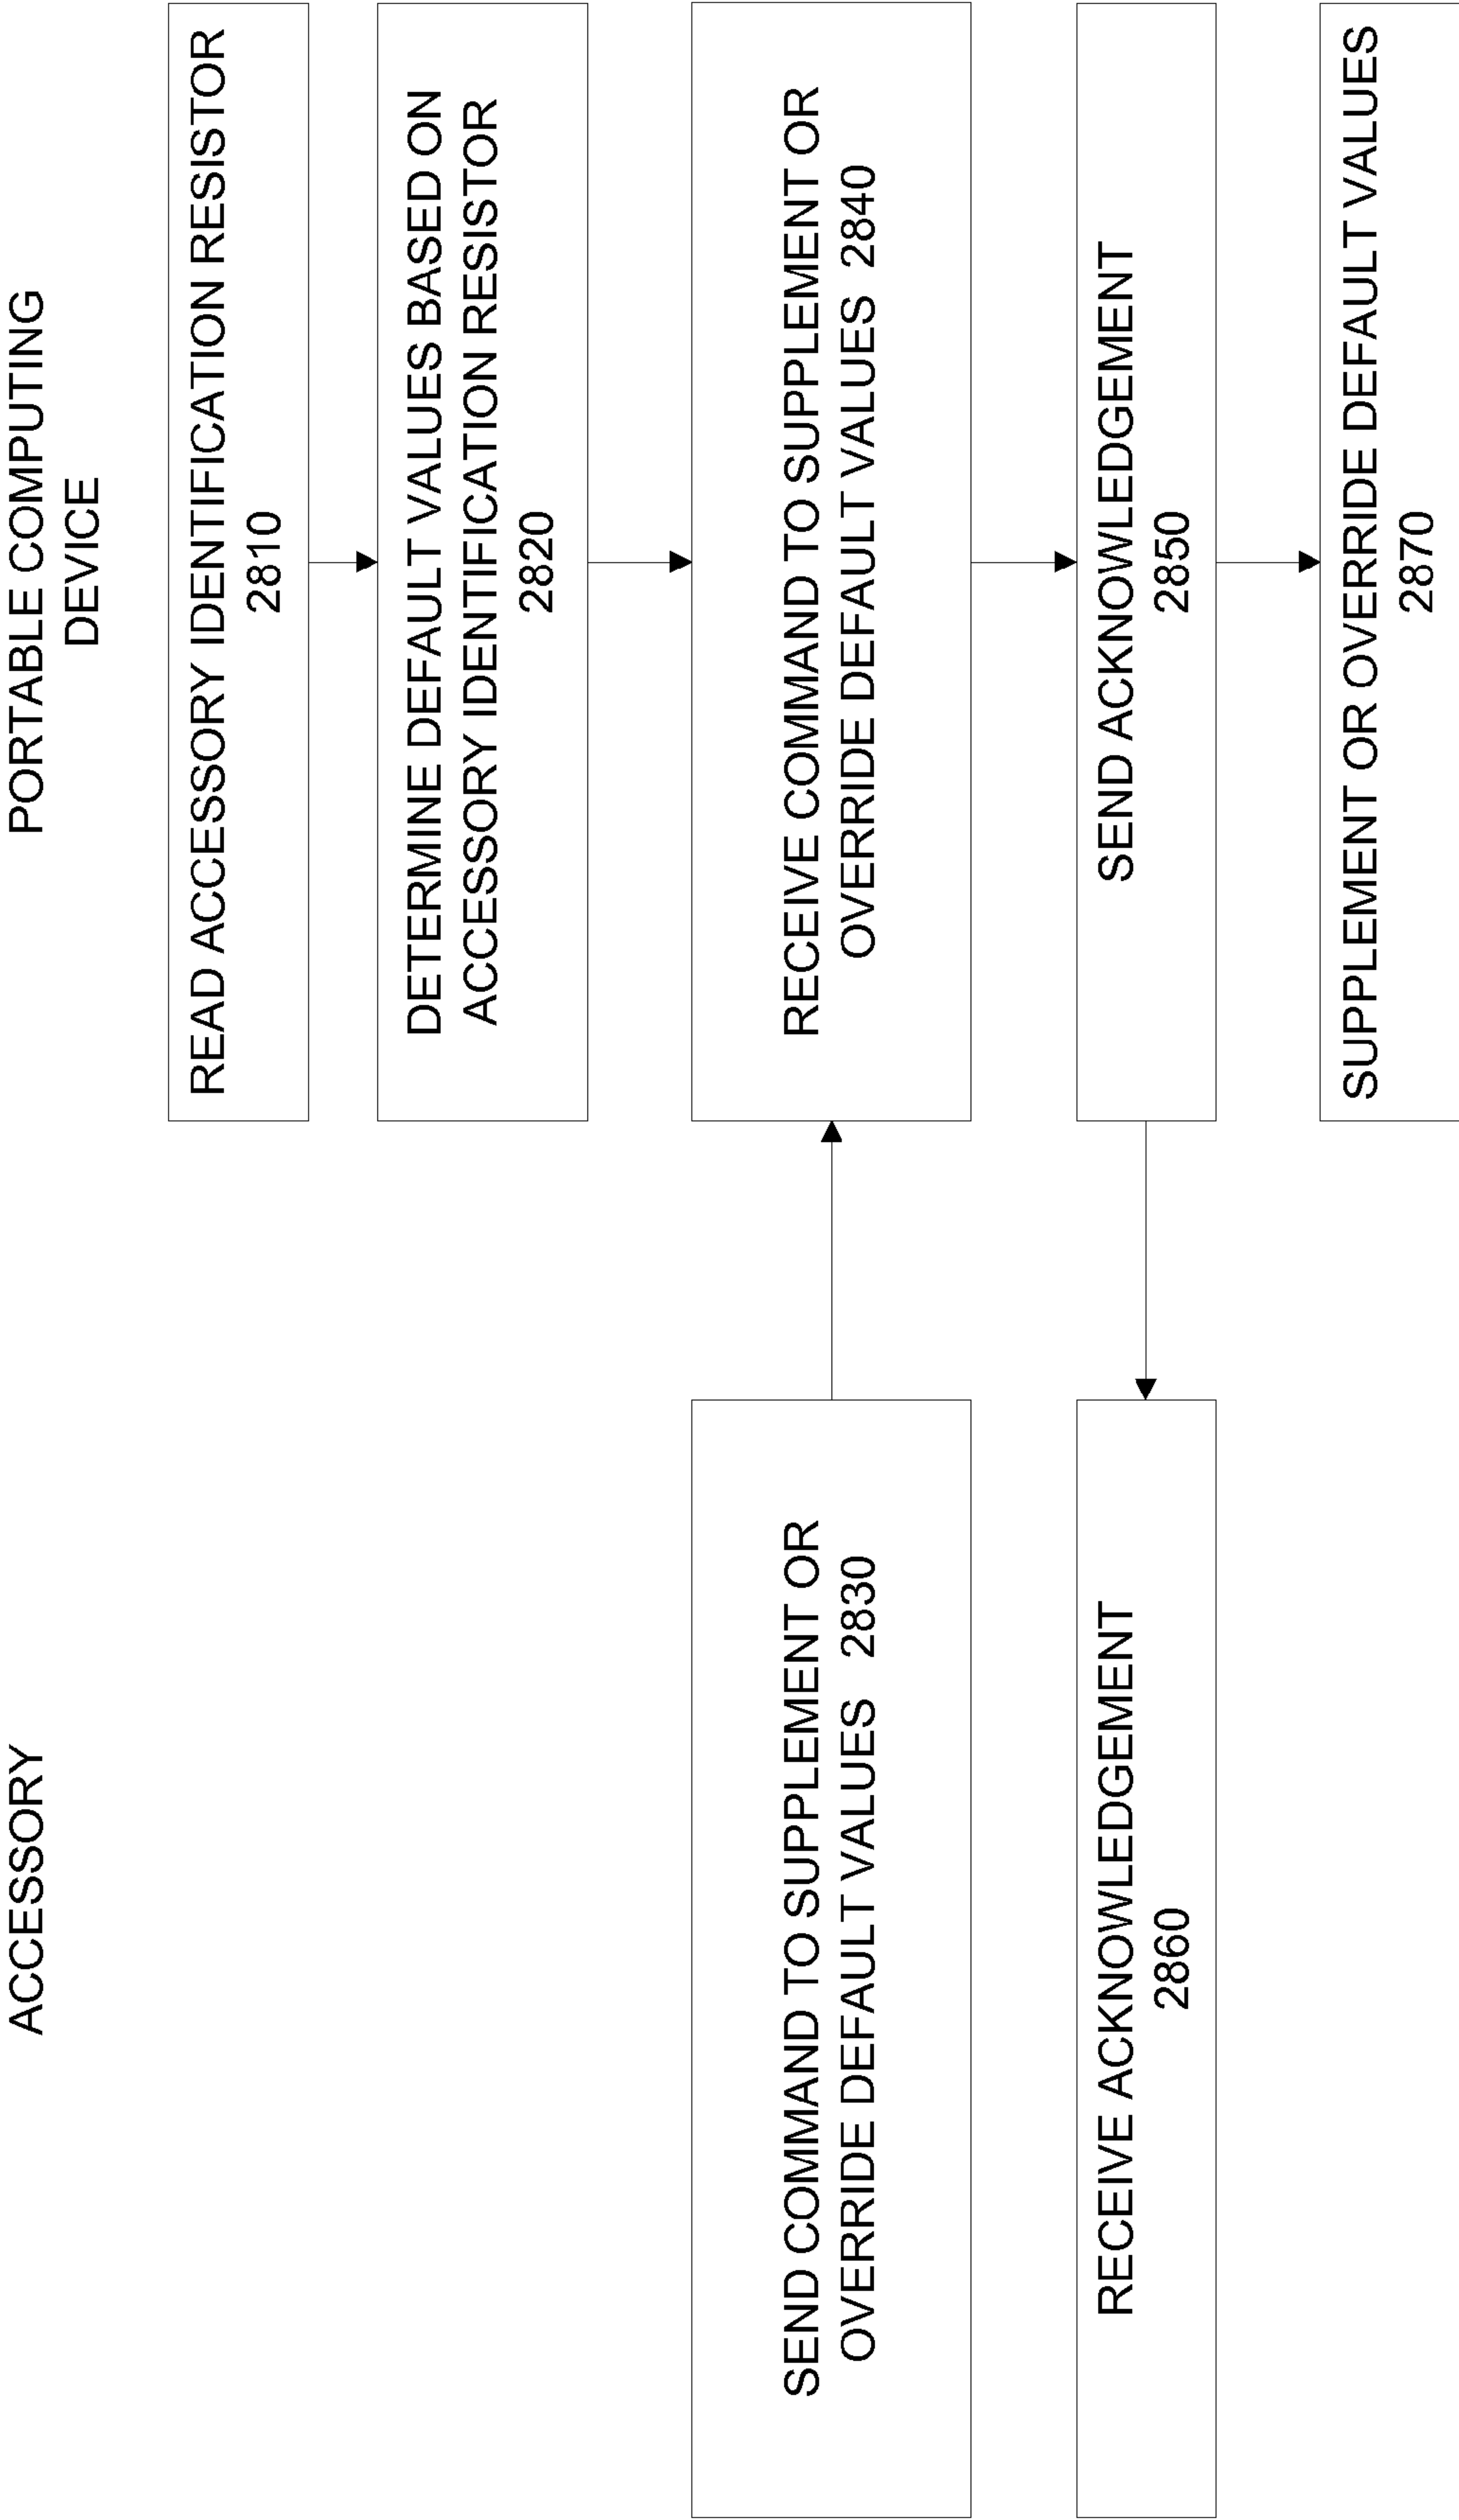 ACCESSORY
PORTABLE COMPUTING
DEVICE
READ ACCESSORY IDENTIFICATION RESISTOR
2810
DETERMINE DEFAULT VALUES BASED ON
ACCESSORY IDENTIFICATION RESISTOR
2820
SEND COMMAND TO SUPPLEMENT OR
OVERRIDE DEFAULT VALUES 2830
RECEIVE COMMAND TO SUPPLEMENT OR
OVERRIDE DEFAULT VALUES 2840
RECEIVE ACKNOWLEDGEMENT
2860
SEND ACKNOWLEDGEMENT
2850
SUPPLEMENT OR OVERRIDE DEFAULT VALUES
2870